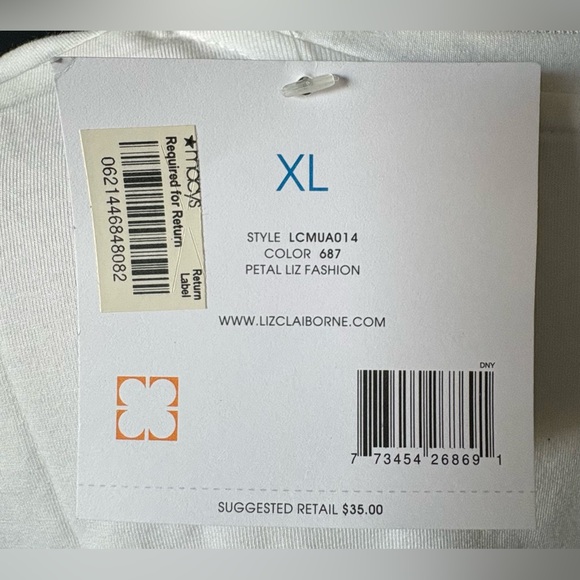 XL
STYLE LCMUA014
COLOR 687
PETAL LIZ FASHION
WWW.LIZCLAIBORNE.COM
★macys
Required for Return
Return
Label
0621446848082
DNY
7 73454 26869 1
SUGGESTED RETAIL $35.00